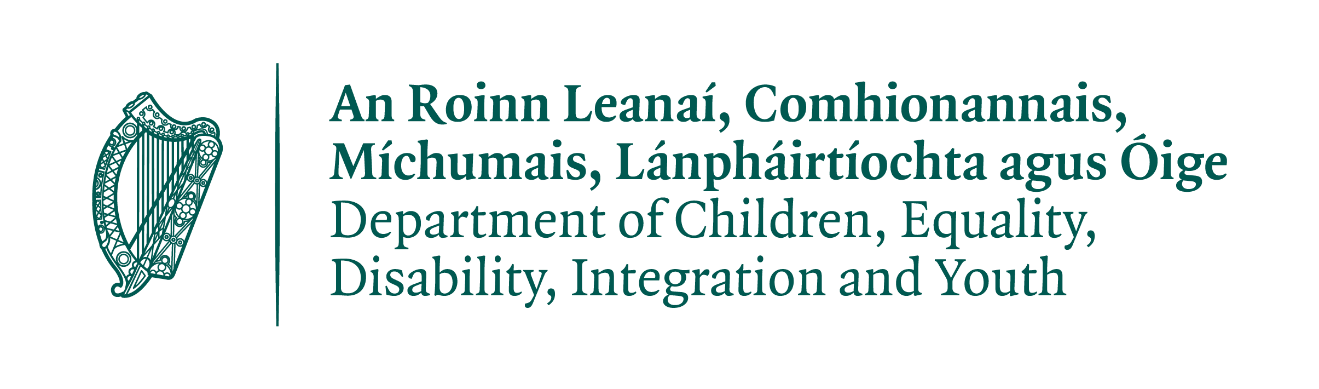 An Roinn Leanaí, Comhionannais,
Míchumais, Lánpháirtíochta agus Óige
Department of Children, Equality,
Disability, Integration and Youth